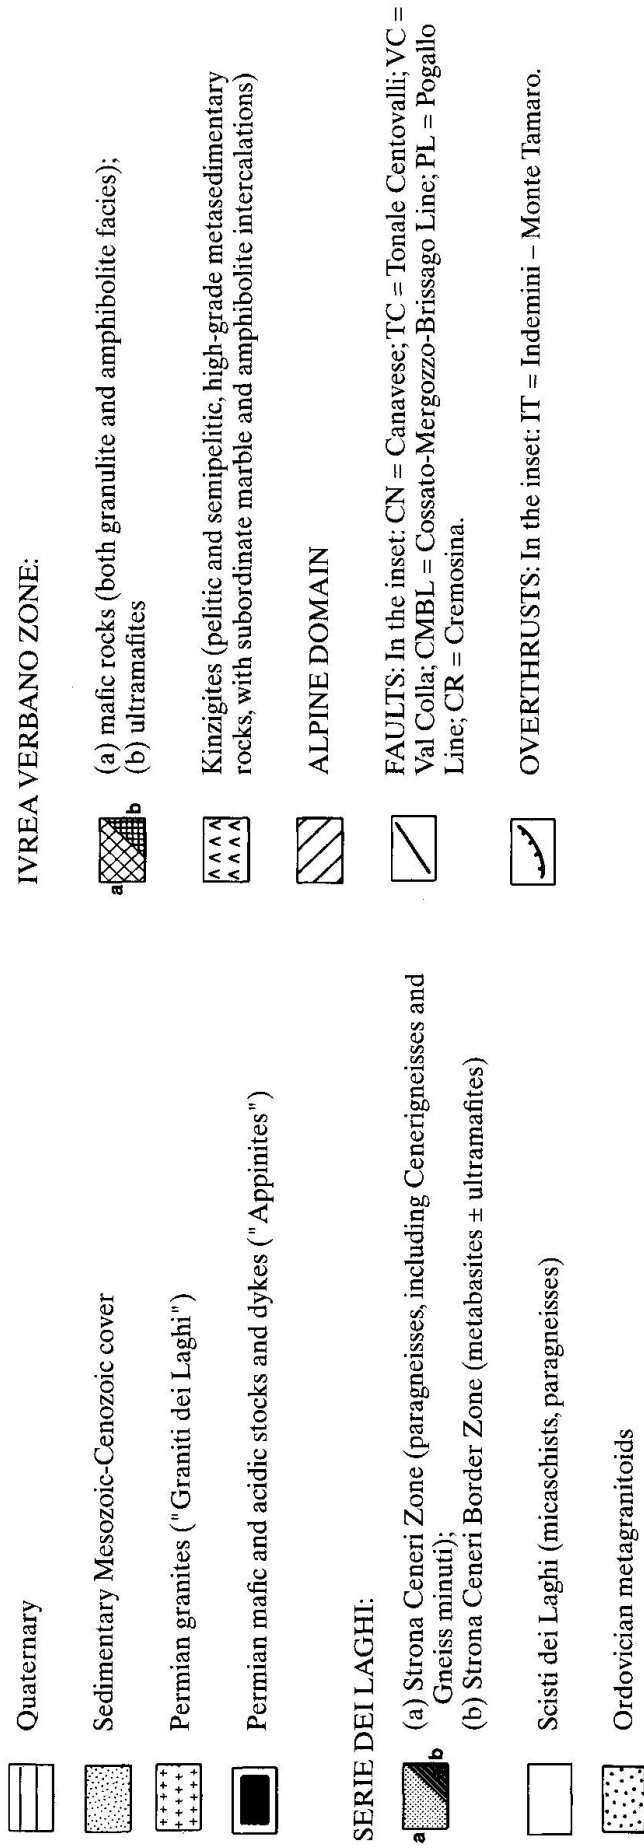 Quaternary
Sedimentary Mesozoic-Cenozoic cover
Permian granites ("Graniti dei Laghi")
Permian mafic and acidic stocks and dykes ("Appinites")
SERIE DEI LAGHI:
a
b
(a) Strona Ceneri Zone (paragneisses, including Cenerigneisses and
Gneiss minuti);
(b) Strona Ceneri Border Zone (metabasites ± ultramafites)
Scisti dei Laghi (micaschists, paragneisses)
Ordovician metagranitoids
IVREA VERBANO ZONE:
a
b
(a) mafic rocks (both granulite and amphibolite facies);
(b) ultramafites
Kinzigites (pelitic and semipelitic, high-grade metasedimentary
rocks, with subordinate marble and amphibolite intercalations)
ALPINE DOMAIN
FAULTS: In the inset: CN = Canavese; TC = Tonale Centovalli; VC =
Val Colla; CMBL = Cossato-Mergozzo-Brissago Line; PL = Pogallo
Line; CR = Cremosina.
OVERTHRUSTS: In the inset: IT = Indemini – Monte Tamaro.